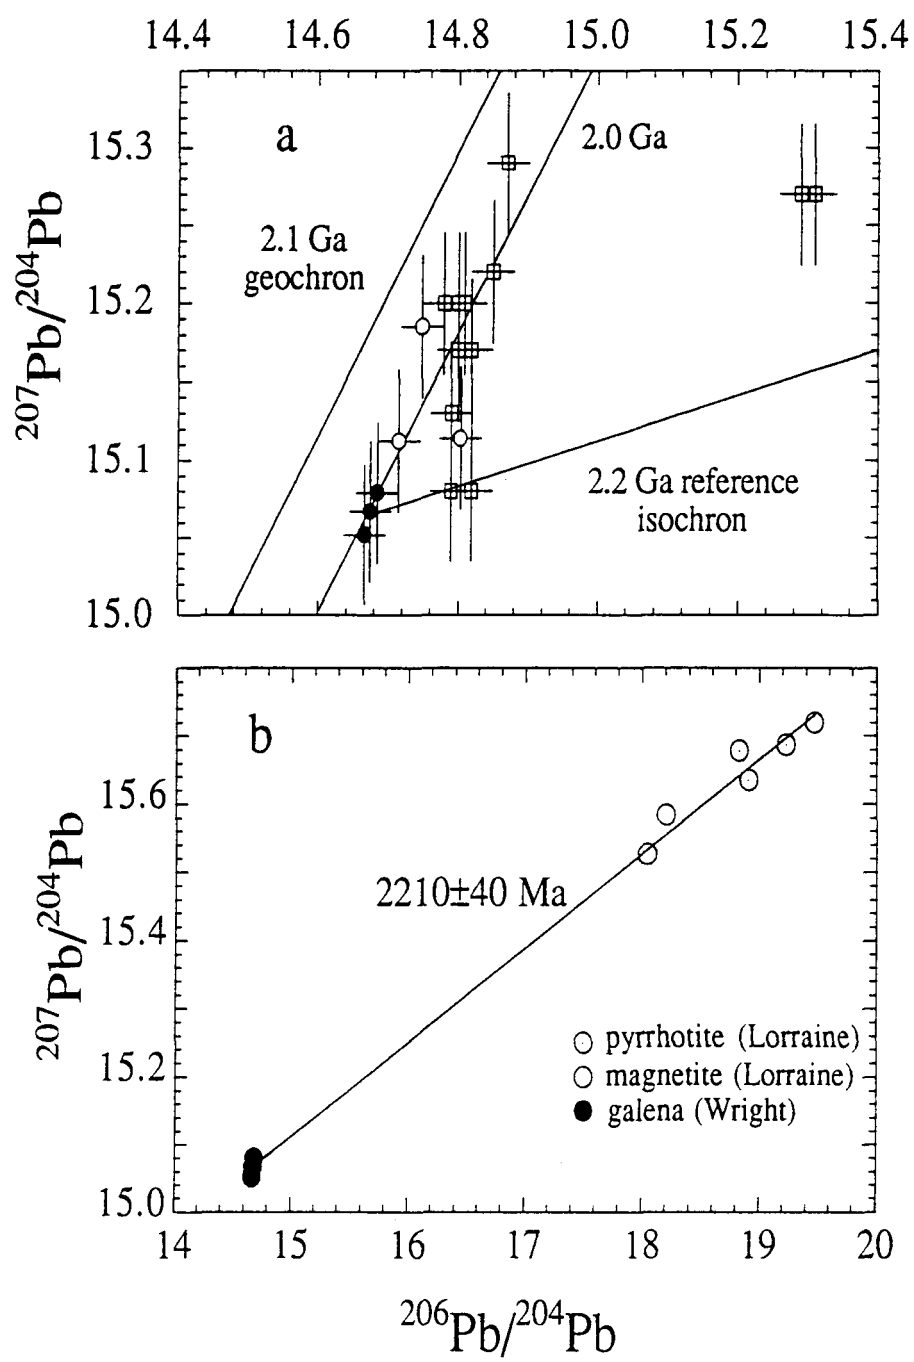 14.4 14.6 14.8 15.0 15.2 15.4
a
2.0 Ga
15.3
2.1 Ga
geochron
15.2
15.1
2.2 Ga reference
isochron
15.0
207Pb/204Pb
b
15.6
2210±40 Ma
15.4
pyrrhotite (Lorraine)
15.2
magnetite (Lorraine)
galena (Wright)
15.0
207Pb/204Pb
14 15 16 17 18 19 20
206Pb/204Pb